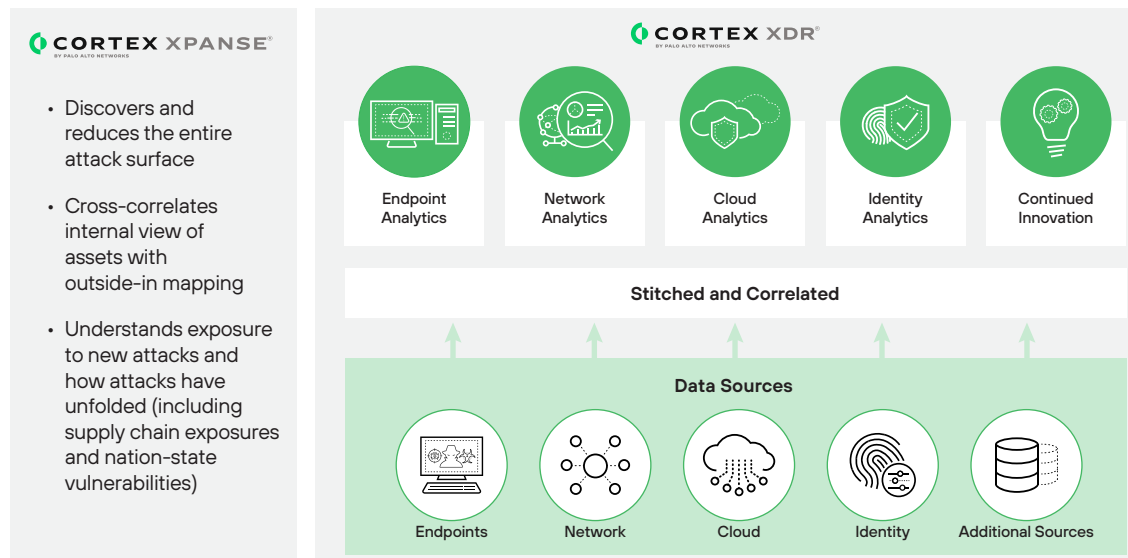 CORTEX XPANSE®
BY PALO ALTO NETWORKS
• Discovers and
reduces the entire
attack surface
• Cross-correlates
internal view of
assets with
outside-in mapping
• Understands exposure
to new attacks and
how attacks have
unfolded (including
supply chain exposures
and nation-state
vulnerabilities)
CORTEX XDR®
BY PALO ALTO NETWORKS
Endpoint
Analytics
Network
Analytics
Cloud
Analytics
Identity
Analytics
Continued
Innovation
Stitched and Correlated
Data Sources
Endpoints
Network
Cloud
Identity
Additional Sources